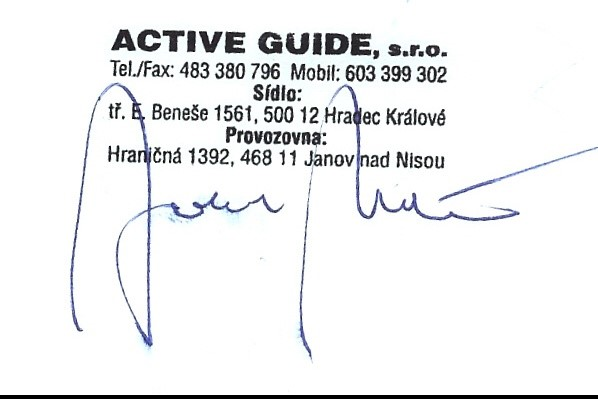 ACTIVE GUIDE, s.r.o.
Tel./Fax: 483 380 796 Mobil: 603 399 302
Sídlo:
tř. E. Beneše 1561, 500 12 Hradec Králové
Provozovna:
Hraničná 1392, 468 11 Janov nad Nisou